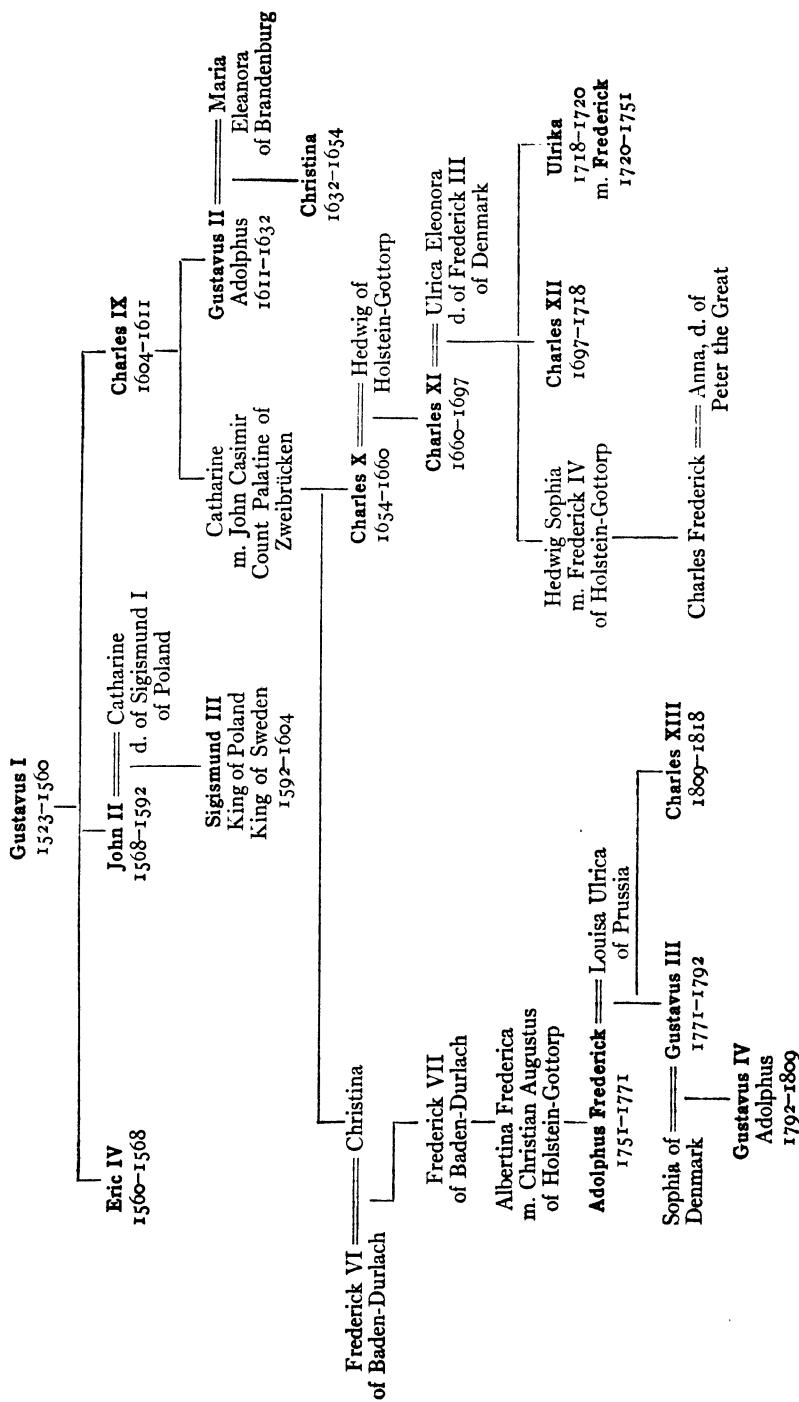 Gustavus I
1523–1560
Eric IV
1560–1568
John II = Catharine
1568–1592 d. of Sigismund I
of Poland
Charles IX
1604–1611
Sigismund III
King of Poland
King of Sweden
1592–1604
Catharine
m. John Casimir
Count Palatine of
Zweibrücken
Gustavus II = Maria
Adolphus Eleanora
1611–1632 of Brandenburg
Christina
1632–1654
Frederick VI = Christina
of Baden-Durlach
Charles X = Hedwig of
1654–1660 Holstein-Gottorp
Frederick VII
of Baden-Durlach
Charles XI = Ulrica Eleonora
1660–1697 d. of Frederick III
of Denmark
Albertina Frederica
m. Christian Augustus
of Holstein-Gottorp
Hedwig Sophia
m. Frederick IV
of Holstein-Gottorp
Charles XII
1697–1718
Ulrika
1718–1720
m. Frederick
1720–1751
Adolphus Frederick = Louisa Ulrica
1751–1771 of Prussia
Charles Frederick = Anna, d. of
Peter the Great
Sophia of = Gustavus III
Denmark 1771–1792
Charles XIII
1809–1818
Gustavus IV
Adolphus
1792–1809